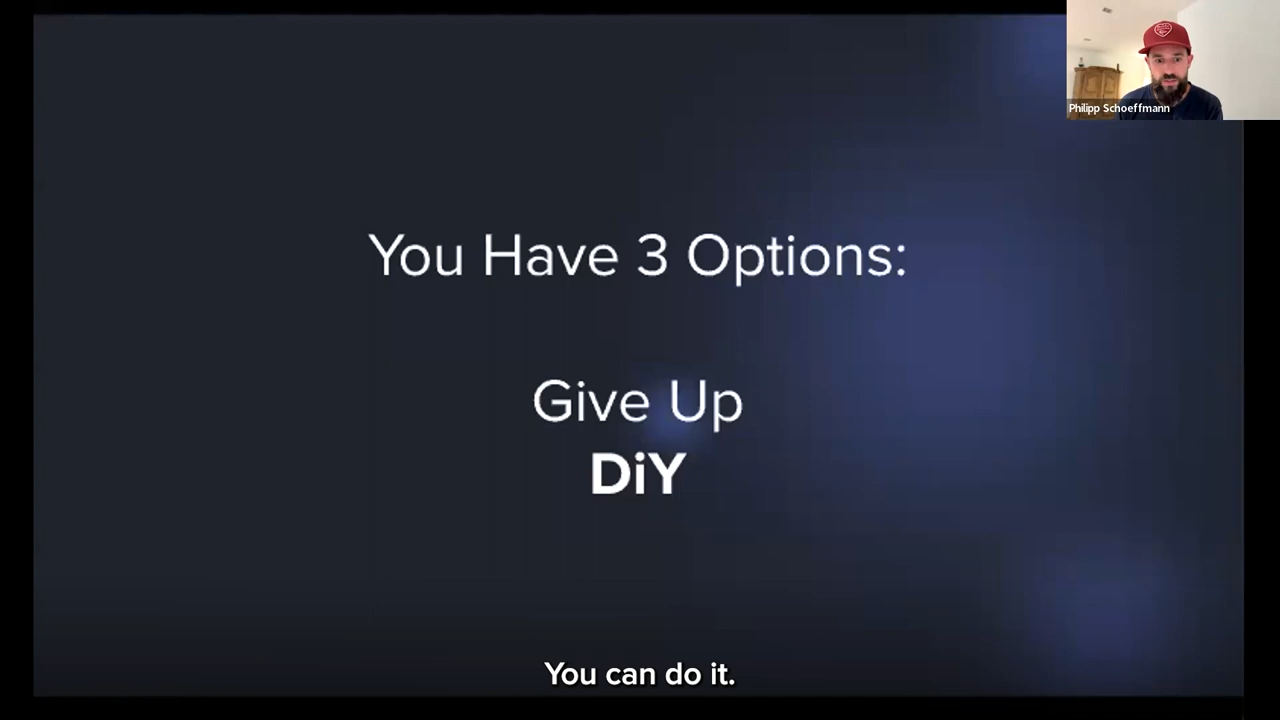 Philipp Schoeffmann
You Have 3 Options:
Give Up
DiY
You can do it.